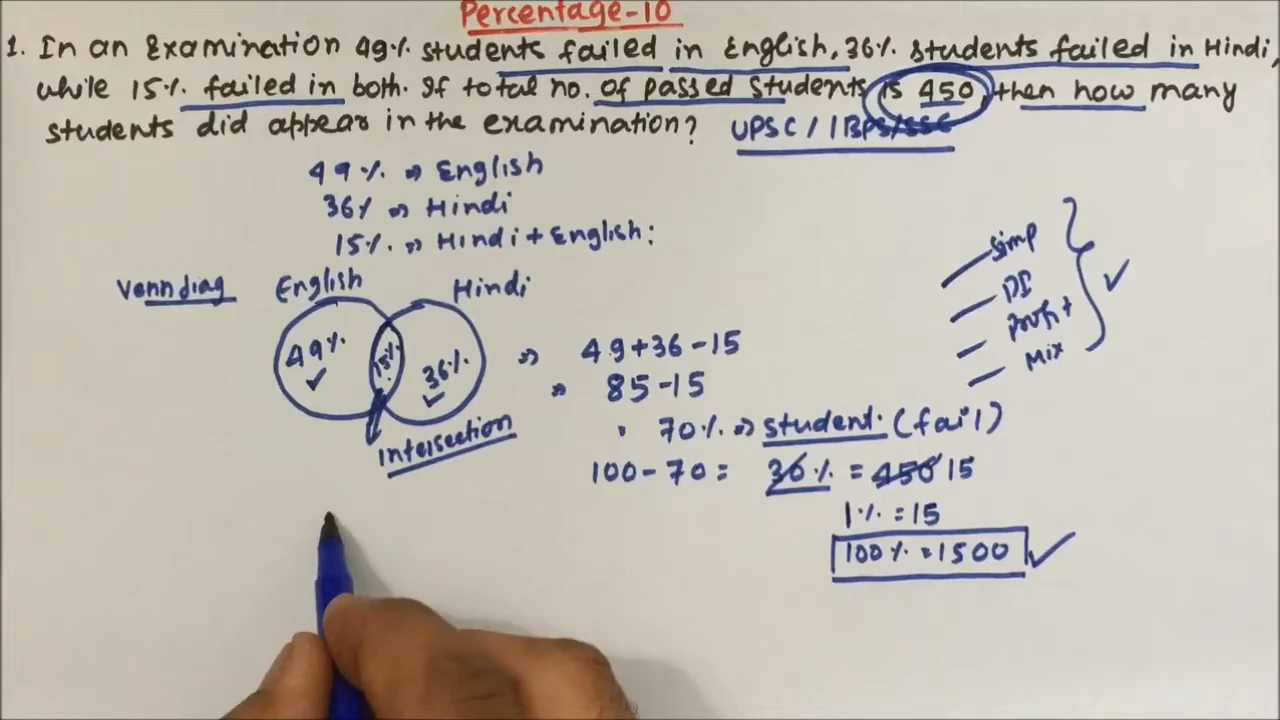 Percentage-10
1. In an Examination 49% students failed in English, 36% students failed in Hindi,
while 15% failed in both. If total no. of passed students is 450, then how many
students did appear in the examination? UPSC / IBPS/SSC
49% ⇒ English
36% ⇒ Hindi
15% ⇒ Hindi + English:
Venn diag English Hindi
49% 15% 36%
Intersection
⇒ 49+36-15
⇒ 85-15
70% ⇒ student (fail)
100-70 = 30% = 450 15
1% = 15
100% = 1500
Simp
DI
Profit
Mix